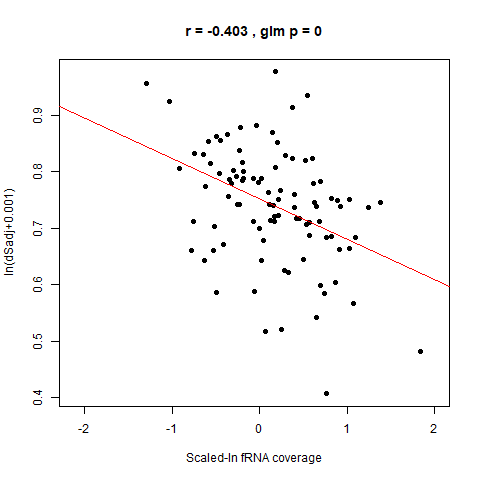 r = -0.403 , glm p = 0
ln(dSadj+0.001)
0.9
0.8
0.7
0.6
0.5
0.4
-2 -1 0 1 2
Scaled-ln fRNA coverage